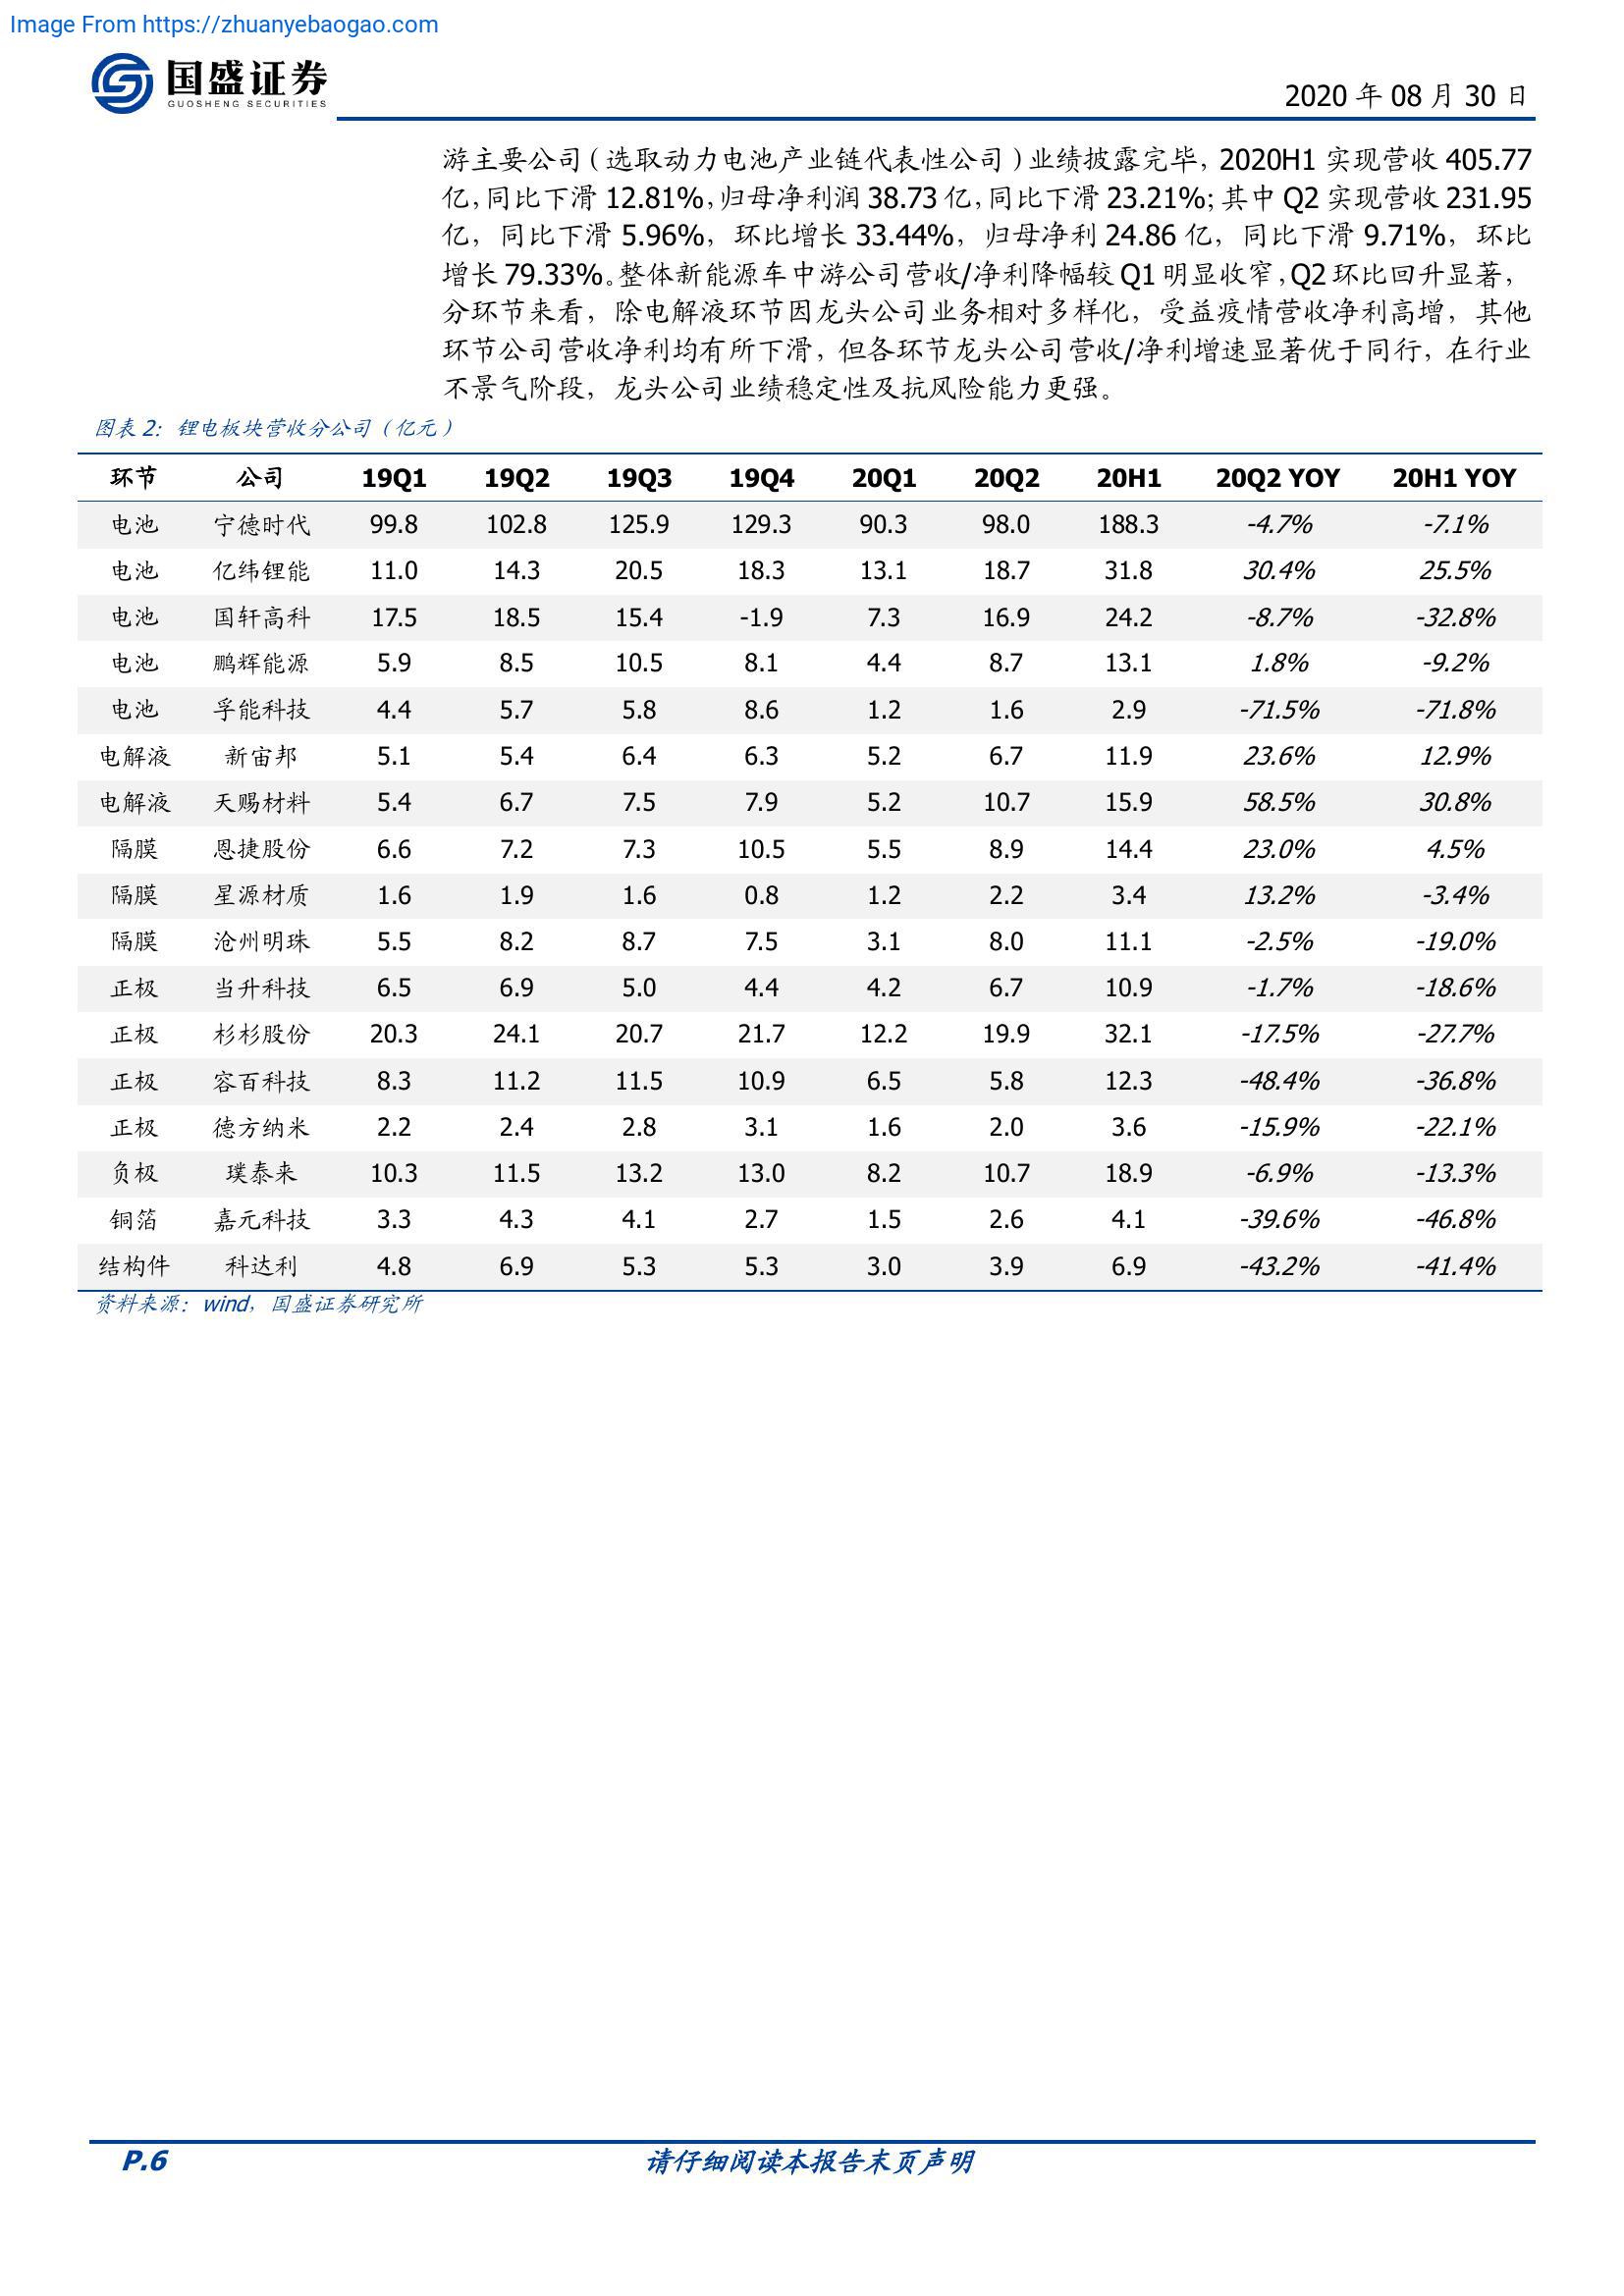 Image From https://zhuanyebaogao.com
国盛证券
GUOSHENG SECURITIES
2020 年 08 月 30 日
游主要公司（选取动力电池产业链代表性公司）业绩披露完毕，2020H1 实现营收 405.77
亿，同比下滑 12.81%，归母净利润 38.73 亿，同比下滑 23.21%；其中 Q2 实现营收 231.95
亿，同比下滑 5.96%，环比增长 33.44%，归母净利 24.86 亿，同比下滑 9.71%，环比
增长 79.33%。整体新能源车中游公司营收/净利降幅较 Q1 明显收窄，Q2 环比回升显著，
分环节来看，除电解液环节因龙头公司业务相对多样化，受益疫情营收净利高增，其他
环节公司营收净利均有所下滑，但各环节龙头公司营收/净利增速显著优于同行，在行业
不景气阶段，龙头公司业绩稳定性及抗风险能力更强。
图表 2：锂电板块营收分公司（亿元）
环节 公司 19Q1 19Q2 19Q3 19Q4 20Q1 20Q2 20H1 20Q2 YOY 20H1 YOY
电池 宁德时代 99.8 102.8 125.9 129.3 90.3 98.0 188.3 -4.7% -7.1%
电池 亿纬锂能 11.0 14.3 20.5 18.3 13.1 18.7 31.8 30.4% 25.5%
电池 国轩高科 17.5 18.5 15.4 -1.9 7.3 16.9 24.2 -8.7% -32.8%
电池 鹏辉能源 5.9 8.5 10.5 8.1 4.4 8.7 13.1 1.8% -9.2%
电池 孚能科技 4.4 5.7 5.8 8.6 1.2 1.6 2.9 -71.5% -71.8%
电解液 新宙邦 5.1 5.4 6.4 6.3 5.2 6.7 11.9 23.6% 12.9%
电解液 天赐材料 5.4 6.7 7.5 7.9 5.2 10.7 15.9 58.5% 30.8%
隔膜 恩捷股份 6.6 7.2 7.3 10.5 5.5 8.9 14.4 23.0% 4.5%
隔膜 星源材质 1.6 1.9 1.6 0.8 1.2 2.2 3.4 13.2% -3.4%
隔膜 沧州明珠 5.5 8.2 8.7 7.5 3.1 8.0 11.1 -2.5% -19.0%
正极 当升科技 6.5 6.9 5.0 4.4 4.2 6.7 10.9 -1.7% -18.6%
正极 杉杉股份 20.3 24.1 20.7 21.7 12.2 19.9 32.1 -17.5% -27.7%
正极 容百科技 8.3 11.2 11.5 10.9 6.5 5.8 12.3 -48.4% -36.8%
正极 德方纳米 2.2 2.4 2.8 3.1 1.6 2.0 3.6 -15.9% -22.1%
负极 璞泰来 10.3 11.5 13.2 13.0 8.2 10.7 18.9 -6.9% -13.3%
铜箔 嘉元科技 3.3 4.3 4.1 2.7 1.5 2.6 4.1 -39.6% -46.8%
结构件 科达利 4.8 6.9 5.3 5.3 3.0 3.9 6.9 -43.2% -41.4%
资料来源：wind，国盛证券研究所
P.6 请仔细阅读本报告末页声明